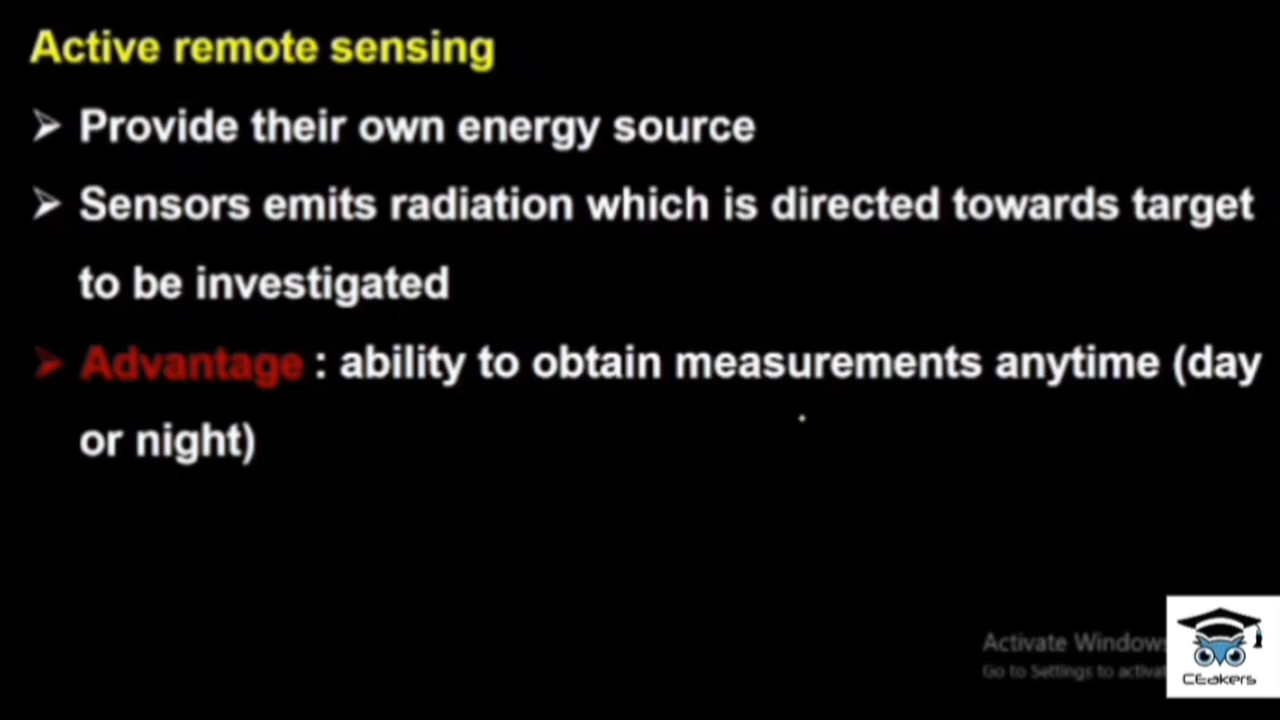 Active remote sensing
➢ Provide their own energy source
➢ Sensors emits radiation which is directed towards target
to be investigated
➢ Advantage : ability to obtain measurements anytime (day
or night)
Activate Windows
Go to Settings to activat
CEakers